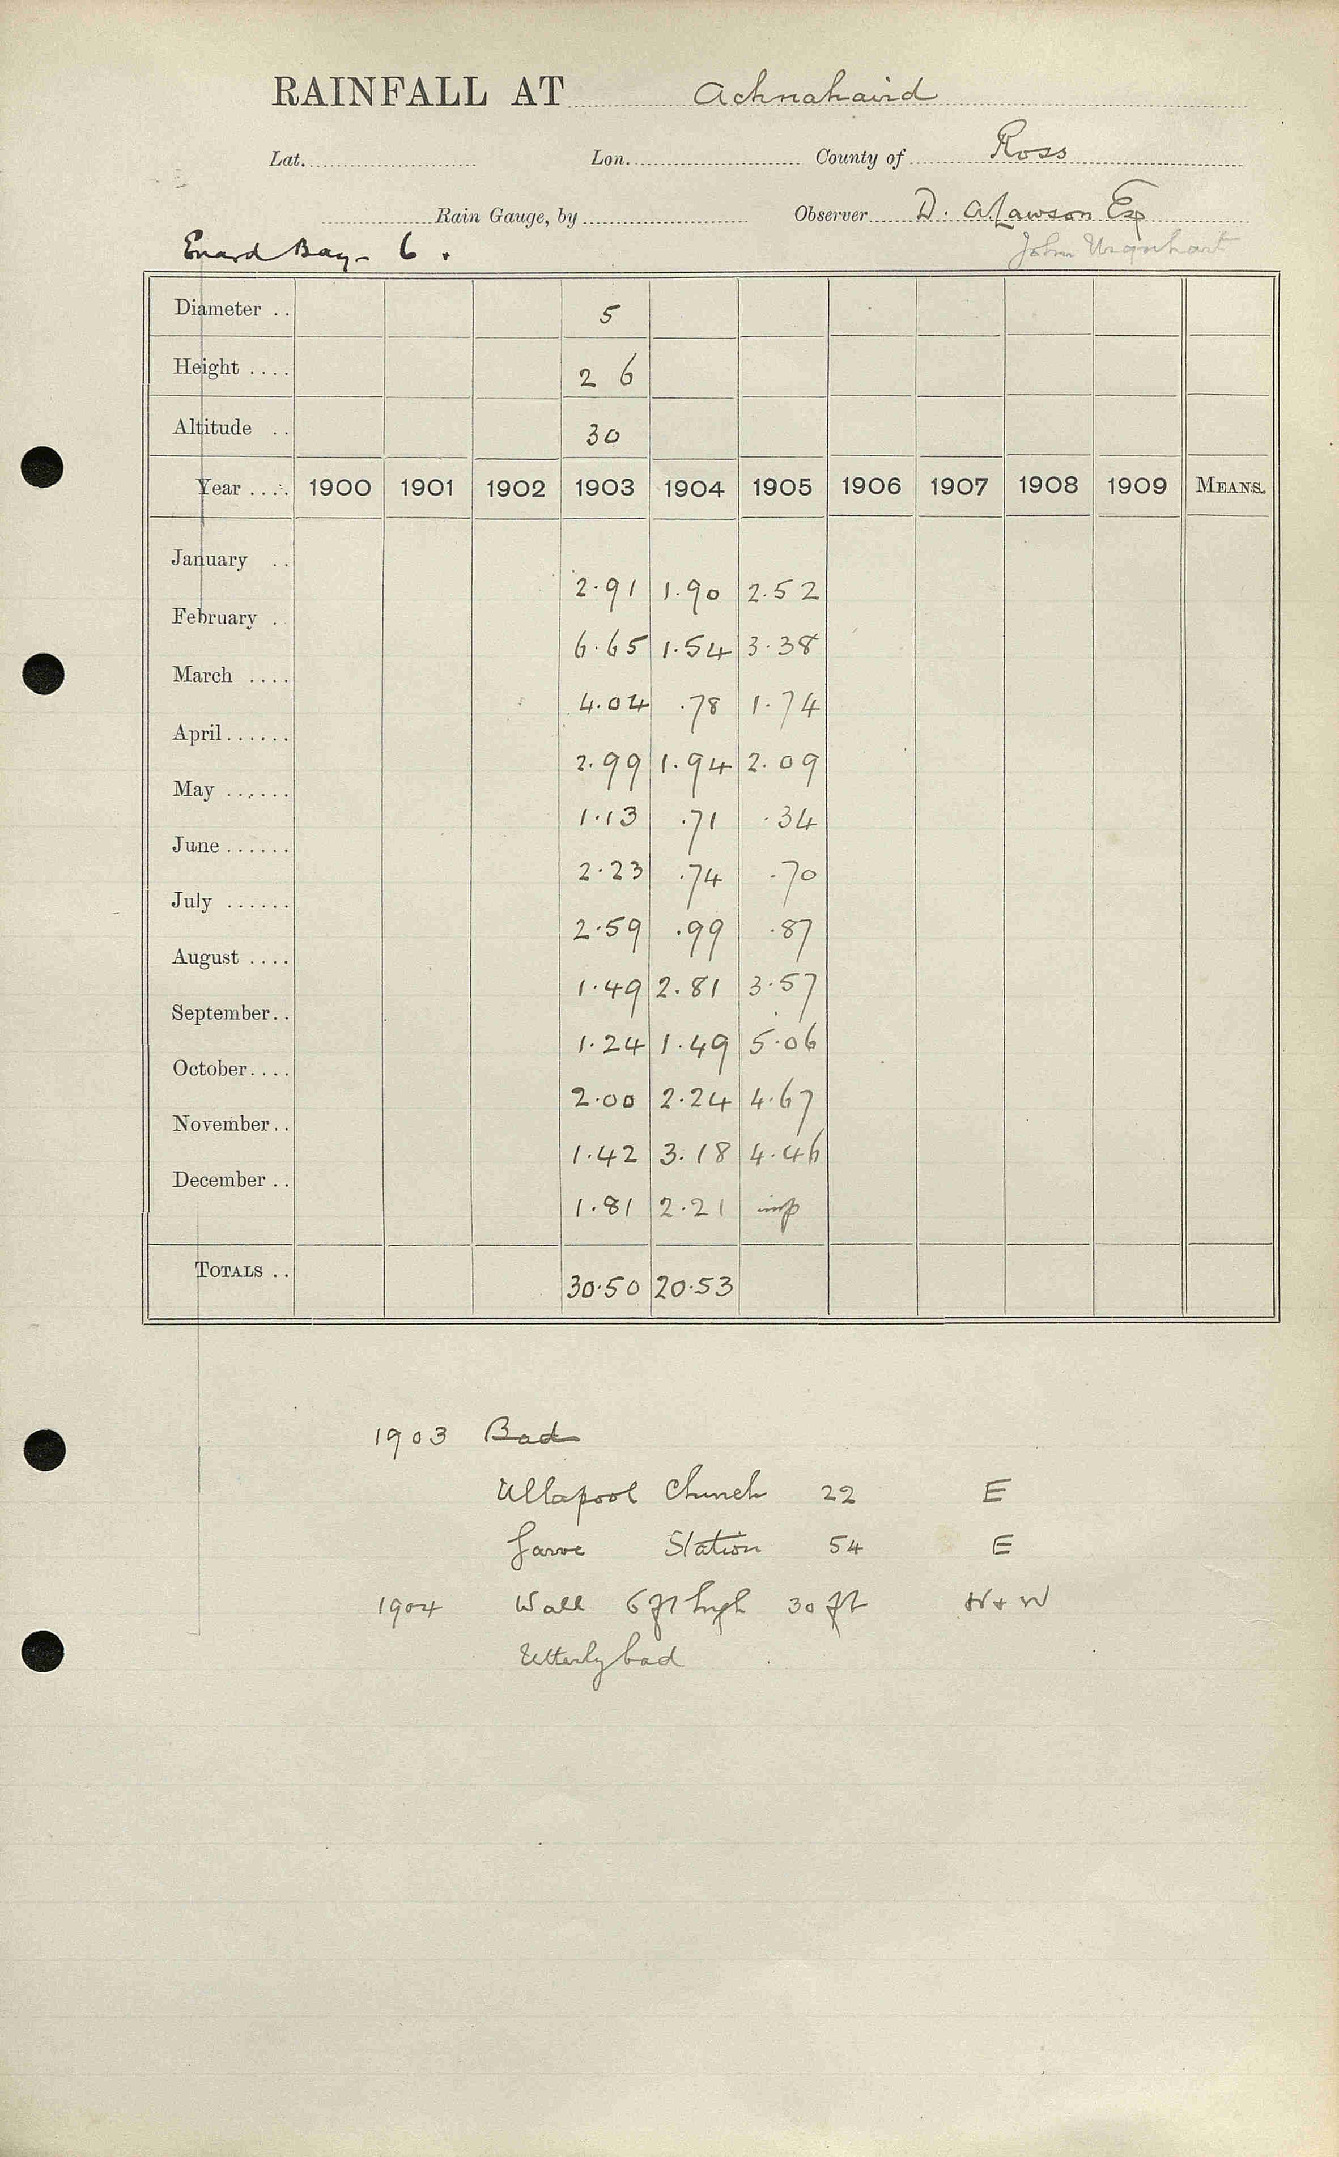 RAINFALL AT Achnahaird
Lat. Lon. County of Ross
Rain Gauge, by Observer D. A. Lawson Esq
Enard Bay - 6. John Urquhart
Diameter .. 5
Height .... 2 6
Altitude .. 30
Year .... 1900 1901 1902 1903 1904 1905 1906 1907 1908 1909 MEANS.
January .. 2.91 1.90 2.52
February . 6.65 1.54 3.38
March .... 4.04 .78 1.74
April...... 2.99 1.94 2.09
May ...... 1.13 .71 .34
June ...... 2.23 .74 .70
July ...... 2.59 .99 .87
August .... 1.49 2.81 3.57
September.. 1.24 1.49 5.06
October.... 2.00 2.24 4.67
November.. 1.42 3.18 4.46
December .. 1.81 2.21 imp
TOTALS .. 30.50 20.53
1903 Bad
Ullapool Church 22 E
Garve Station 54 E
1904 Wall 6 ft high 30 ft N + W
Utterly bad